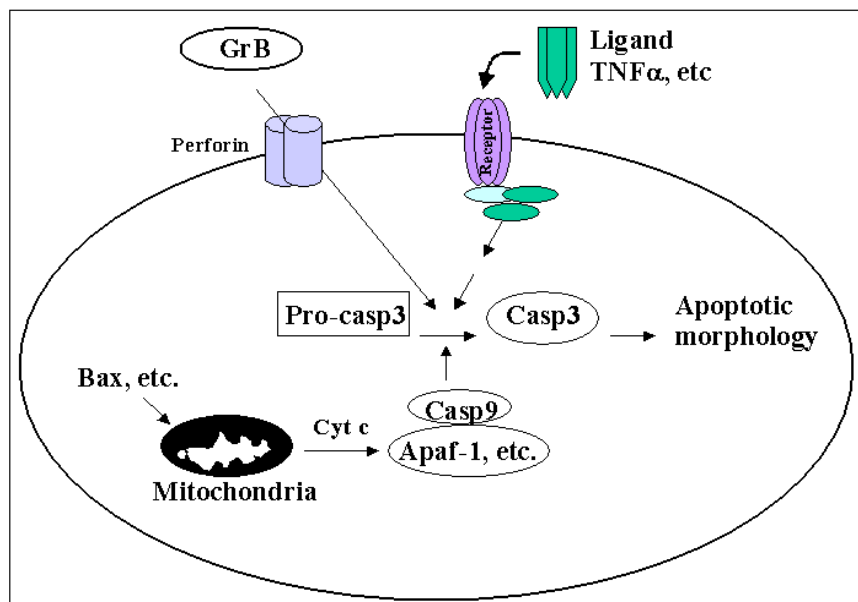 GrB
Ligand
TNFα, etc
Perforin
Receptor
Pro-casp3
Casp3
Apoptotic
morphology
Bax, etc.
Casp9
Cyt c
Apaf-1, etc.
Mitochondria